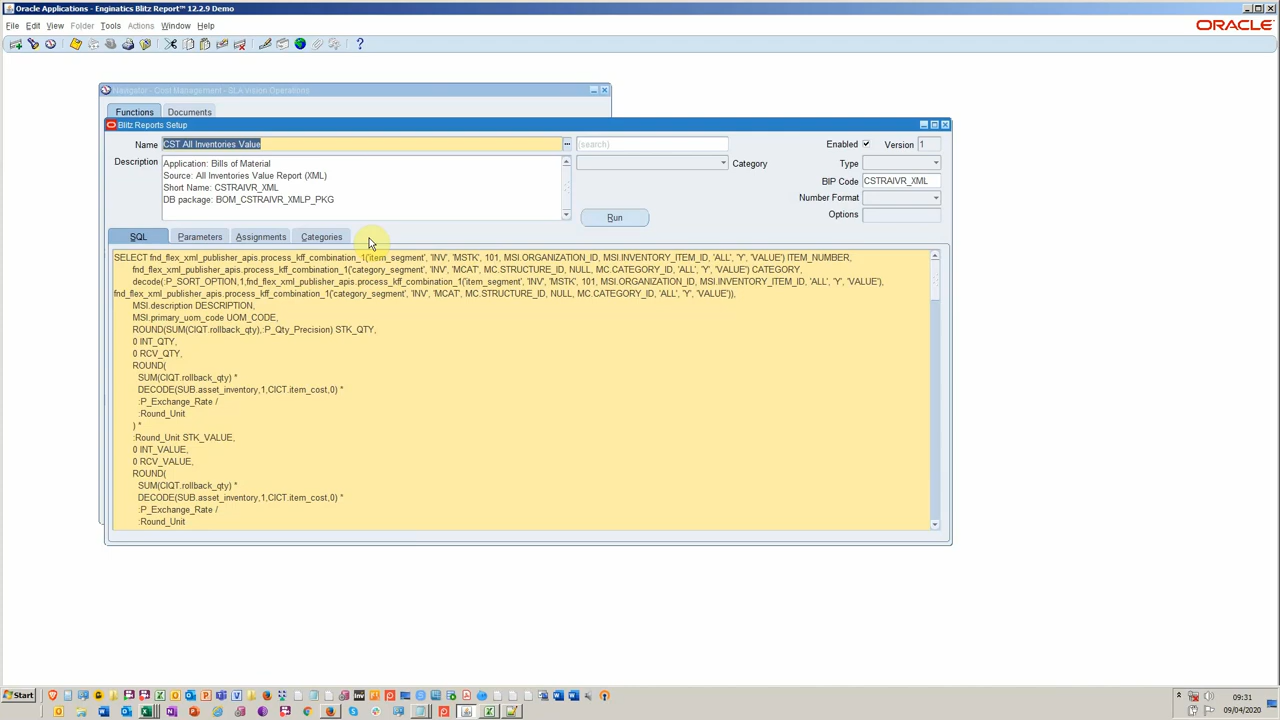 Oracle Applications - Enginatics Blitz Report™ 12.2.9 Demo
File Edit View Folder Tools Actions Window Help
ORACLE
Navigator - Cost Management - SLA Vision Operations
Functions Documents
Blitz Reports Setup
Name CST All Inventories Value (search) Enabled Version 1
Description Application: Bills of Material Category Type
Source: All Inventories Value Report (XML) BIP Code CSTRAIVR_XML
Short Name: CSTRAIVR_XML Number Format
DB package: BOM_CSTRAIVR_XMLP_PKG
Run Options
SQL Parameters Assignments Categories
SELECT fnd_flex_xml_publisher_apis.process_kff_combination_1('item_segment', 'INV', 'MSTK', 101, MSI.ORGANIZATION_ID, MSI.INVENTORY_ITEM_ID, 'ALL', 'Y', 'VALUE') ITEM_NUMBER,
fnd_flex_xml_publisher_apis.process_kff_combination_1('category_segment', 'INV', 'MCAT', MC.STRUCTURE_ID, NULL, MC.CATEGORY_ID, 'ALL', 'Y', 'VALUE') CATEGORY,
decode(:P_SORT_OPTION,1,fnd_flex_xml_publisher_apis.process_kff_combination_1('item_segment', 'INV', 'MSTK', 101, MSI.ORGANIZATION_ID, MSI.INVENTORY_ITEM_ID, 'ALL', 'Y', 'VALUE'),
fnd_flex_xml_publisher_apis.process_kff_combination_1('category_segment', 'INV', 'MCAT', MC.STRUCTURE_ID, NULL, MC.CATEGORY_ID, 'ALL', 'Y', 'VALUE')),
MSI.description DESCRIPTION,
MSI.primary_uom_code UOM_CODE,
ROUND(SUM(CIQT.rollback_qty),:P_Qty_Precision) STK_QTY,
0 INT_QTY,
0 RCV_QTY,
ROUND(
SUM(CIQT.rollback_qty) *
DECODE(SUB.asset_inventory,1,CICT.item_cost,0) *
:P_Exchange_Rate /
:Round_Unit
) *
:Round_Unit STK_VALUE,
0 INT_VALUE,
0 RCV_VALUE,
ROUND(
SUM(CIQT.rollback_qty) *
DECODE(SUB.asset_inventory,1,CICT.item_cost,0) *
:P_Exchange_Rate /
:Round_Unit
Start
09:31
09/04/2020